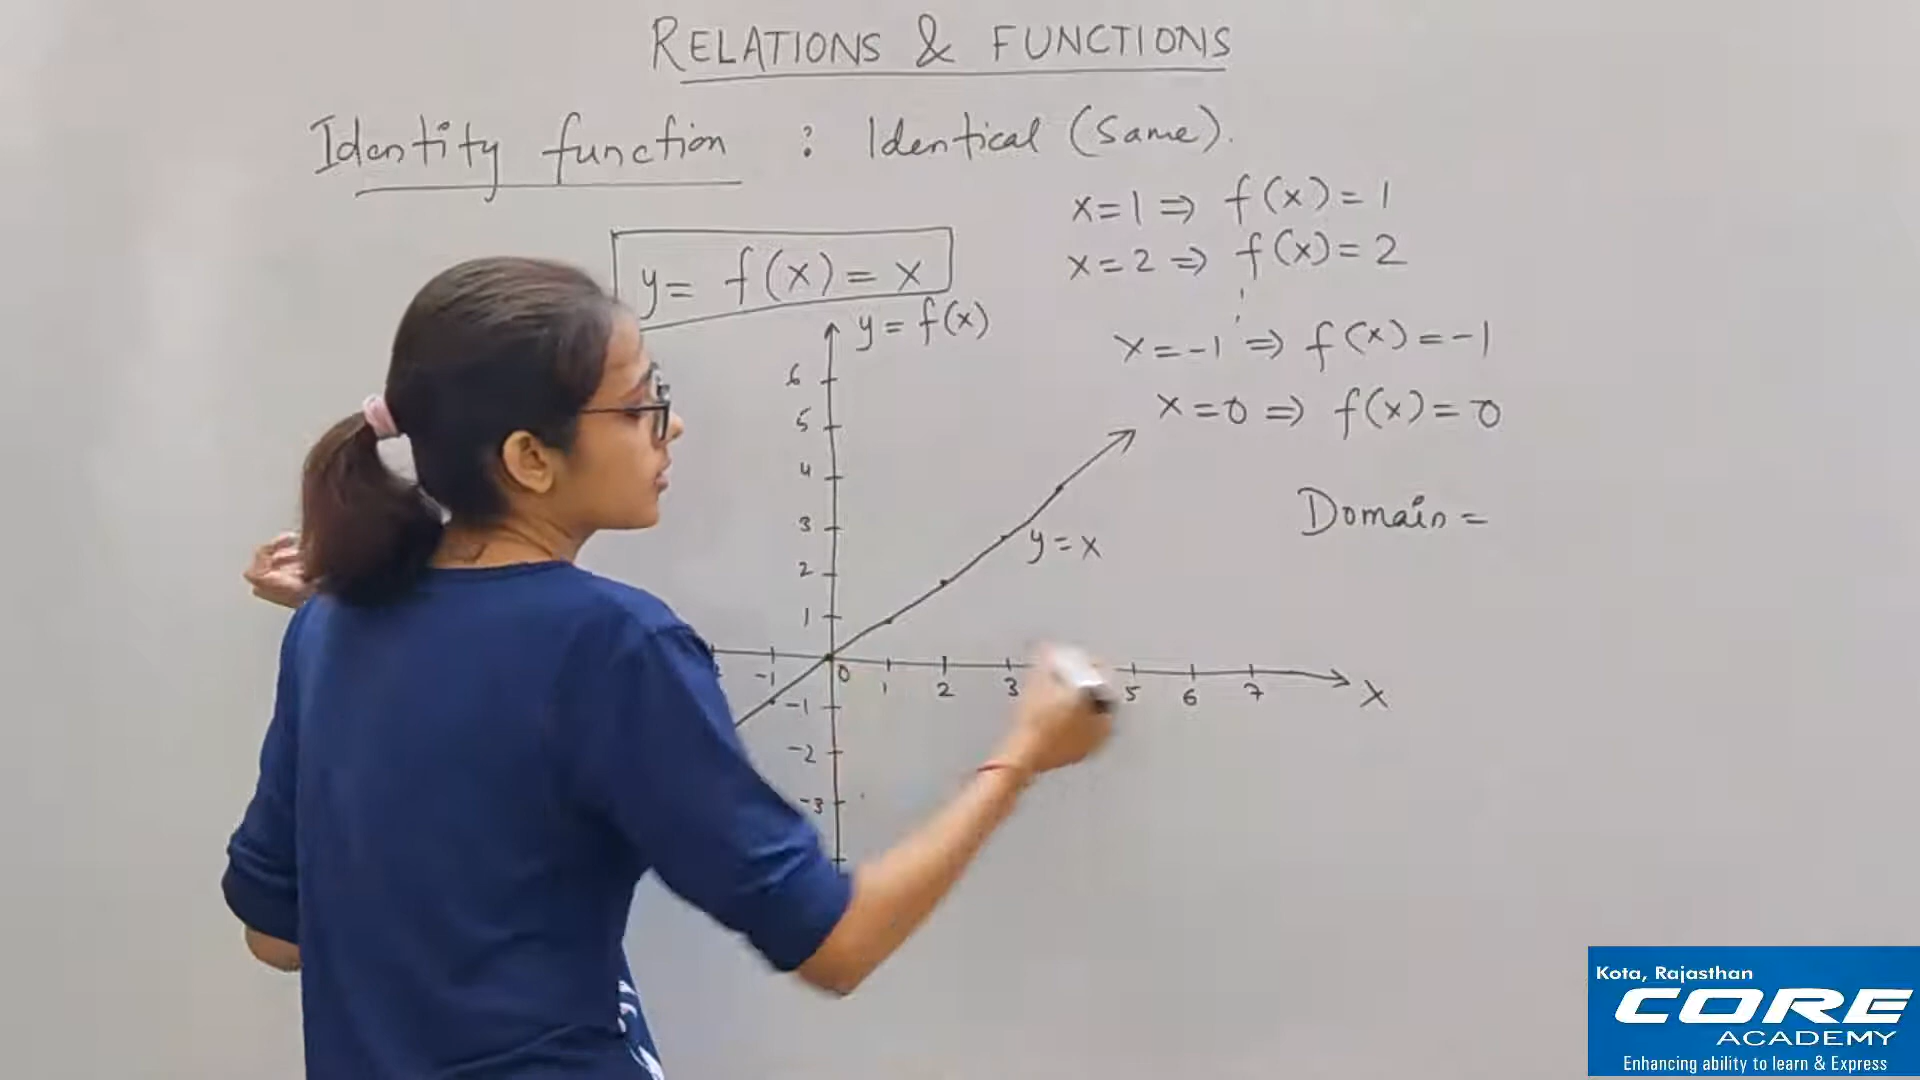 RELATIONS & FUNCTIONS
Identity function : Identical (Same).
x=1 ⇒ f(x)=1
x=2 ⇒ f(x)=2
y= f(x)=x
y=f(x)
x=-1 ⇒ f(x)=-1
x=0 ⇒ f(x)=0
6
5
4
3
2
1
Domain =
y=x
-1 0 1 2 3 5 6 7 X
-1
-2
-3
Kota, Rajasthan
CORE
ACADEMY
Enhancing ability to learn & Express